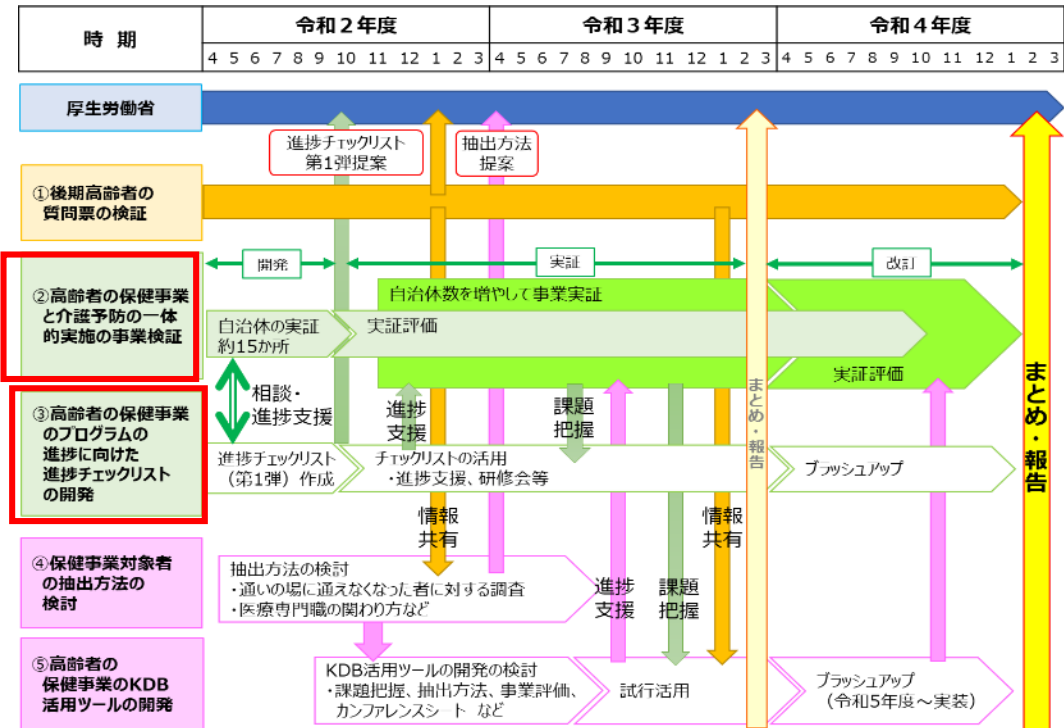 時 期
令和２年度
令和３年度
令和４年度
4 5 6 7 8 9 10 11 12 1 2 3
4 5 6 7 8 9 10 11 12 1 2 3
4 5 6 7 8 9 10 11 12 1 2 3
厚生労働省
進捗チェックリスト
第1弾提案
抽出方法
提案
①後期高齢者の
質問票の検証
開発
実証
改訂
②高齢者の保健事業
と介護予防の一体
的実施の事業検証
自治体数を増やして事業実証
自治体の実証
約15か所
実証評価
実証評価
相談・
進捗支援
進捗
支援
課題
把握
まとめ・報告
まとめ・報告
③高齢者の保健事業
のプログラムの
進捗に向けた
進捗チェックリスト
の開発
進捗チェックリスト
（第1弾）作成
チェックリストの活用
・進捗支援、研修会等
ブラッシュアップ
情報
共有
情報
共有
④保健事業対象者
の抽出方法の
検討
抽出方法の検討
・通いの場に通えなくなった者に対する調査
・医療専門職の関わり方など
進捗
支援
課題
把握
⑤高齢者の
保健事業のKDB
活用ツールの開発
KDB活用ツールの開発の検討
・課題把握、抽出方法、事業評価、
カンファレンスシート など
試行活用
ブラッシュアップ
（令和5年度～実装）